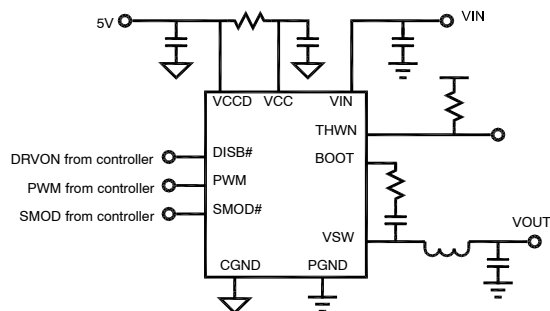 5V
VIN
VCCD VCC VIN
THWN
DRVON from controller DISB# BOOT
PWM from controller PWM
SMOD from controller SMOD#
VSW VOUT
CGND PGND